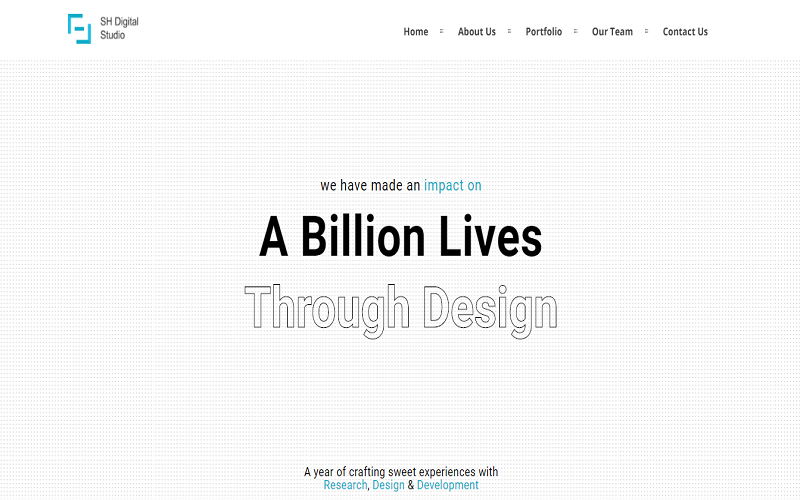 SH Digital
Studio
Home
About Us
Portfolio
Our Team
Contact Us
we have made an impact on
A Billion Lives
Through Design
A year of crafting sweet experiences with
Research, Design & Development